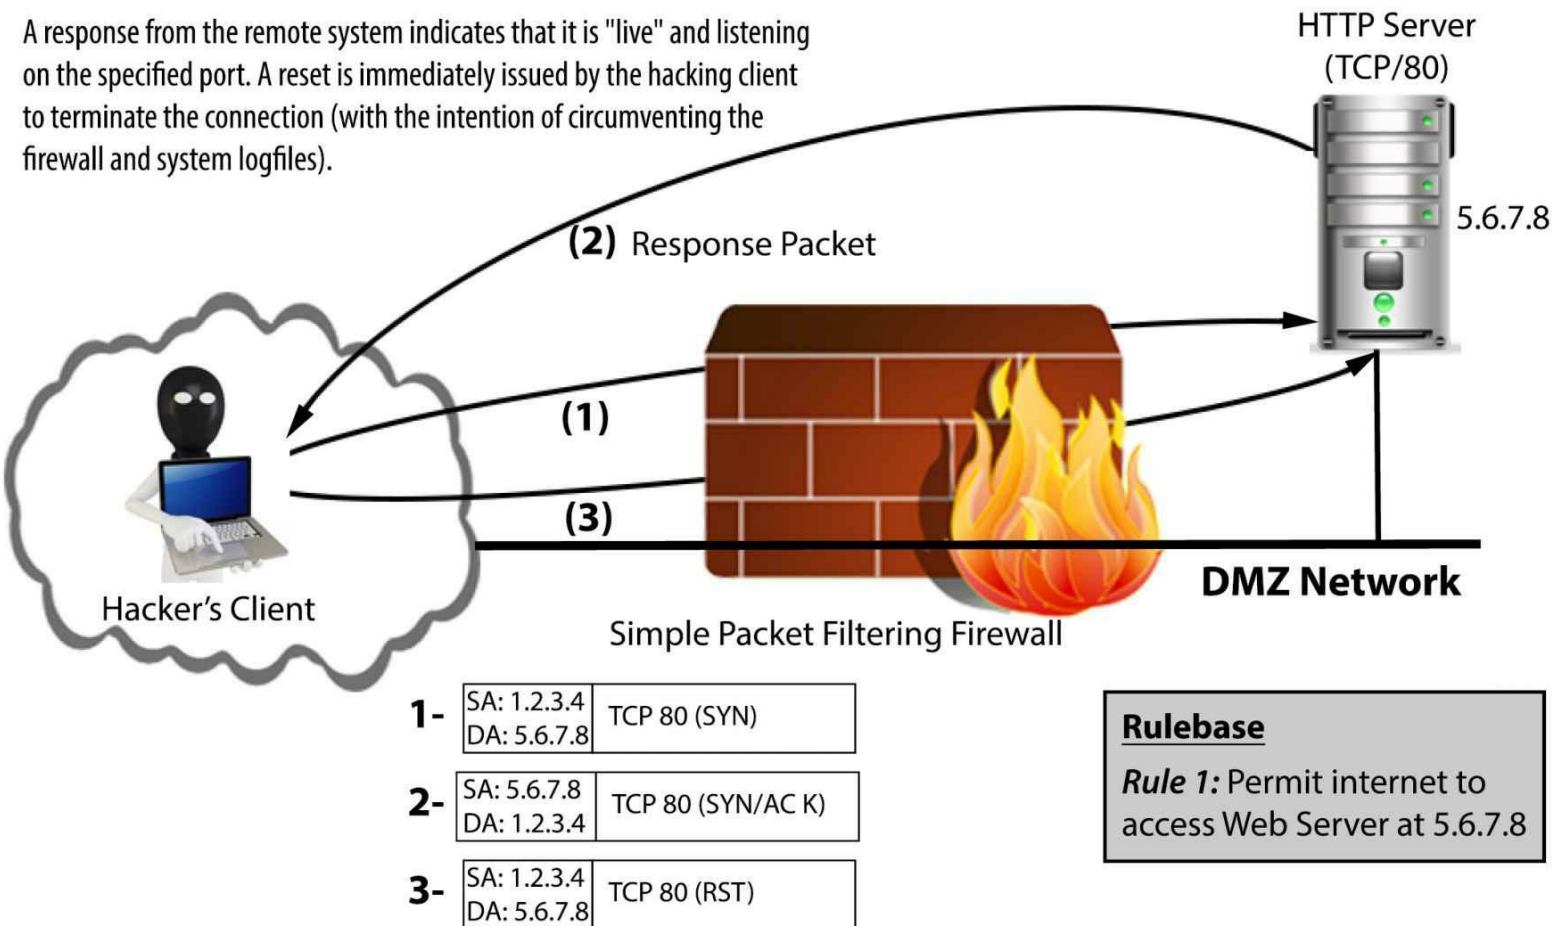 A response from the remote system indicates that it is "live" and listening
on the specified port. A reset is immediately issued by the hacking client
to terminate the connection (with the intention of circumventing the
firewall and system logfiles).
HTTP Server
(TCP/80)
5.6.7.8
(2) Response Packet
(1)
(3)
Hacker's Client
DMZ Network
Simple Packet Filtering Firewall
1- SA: 1.2.3.4
DA: 5.6.7.8
TCP 80 (SYN)
2- SA: 5.6.7.8
DA: 1.2.3.4
TCP 80 (SYN/AC K)
3- SA: 1.2.3.4
DA: 5.6.7.8
TCP 80 (RST)
Rulebase
Rule 1: Permit internet to
access Web Server at 5.6.7.8